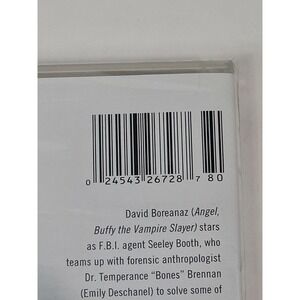 0 24543 26728 7 80
David Boreanaz (Angel,
Buffy the Vampire Slayer) stars
as F.B.I. agent Seeley Booth, who
teams up with forensic anthropologist
Dr. Temperance "Bones" Brennan
(Emily Deschanel) to solve some of